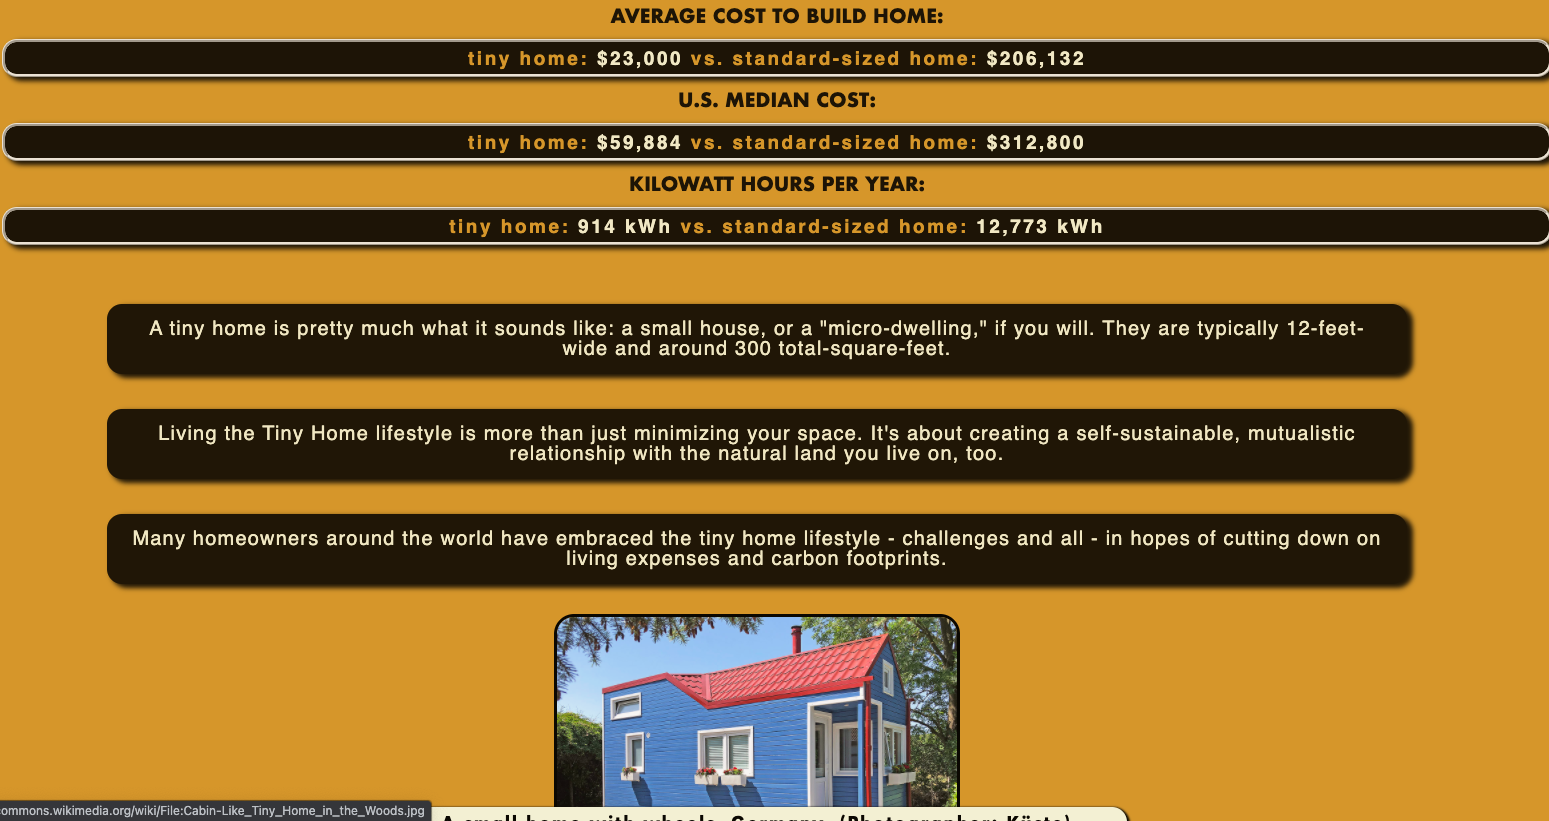 AVERAGE COST TO BUILD HOME:
tiny home: $23,000 vs. standard-sized home: $206,132
U.S. MEDIAN COST:
tiny home: $59,884 vs. standard-sized home: $312,800
KILOWATT HOURS PER YEAR:
tiny home: 914 kWh vs. standard-sized home: 12,773 kWh
A tiny home is pretty much what it sounds like: a small house, or a "micro-dwelling," if you will. They are typically 12-feet-
wide and around 300 total-square-feet.
Living the Tiny Home lifestyle is more than just minimizing your space. It's about creating a self-sustainable, mutualistic
relationship with the natural land you live on, too.
Many homeowners around the world have embraced the tiny home lifestyle - challenges and all - in hopes of cutting down on
living expenses and carbon footprints.
ommons.wikimedia.org/wiki/File:Cabin-Like_Tiny_Home_in_the_Woods.jpg
A small home with wheels, Germany. (Photographer: Küste)